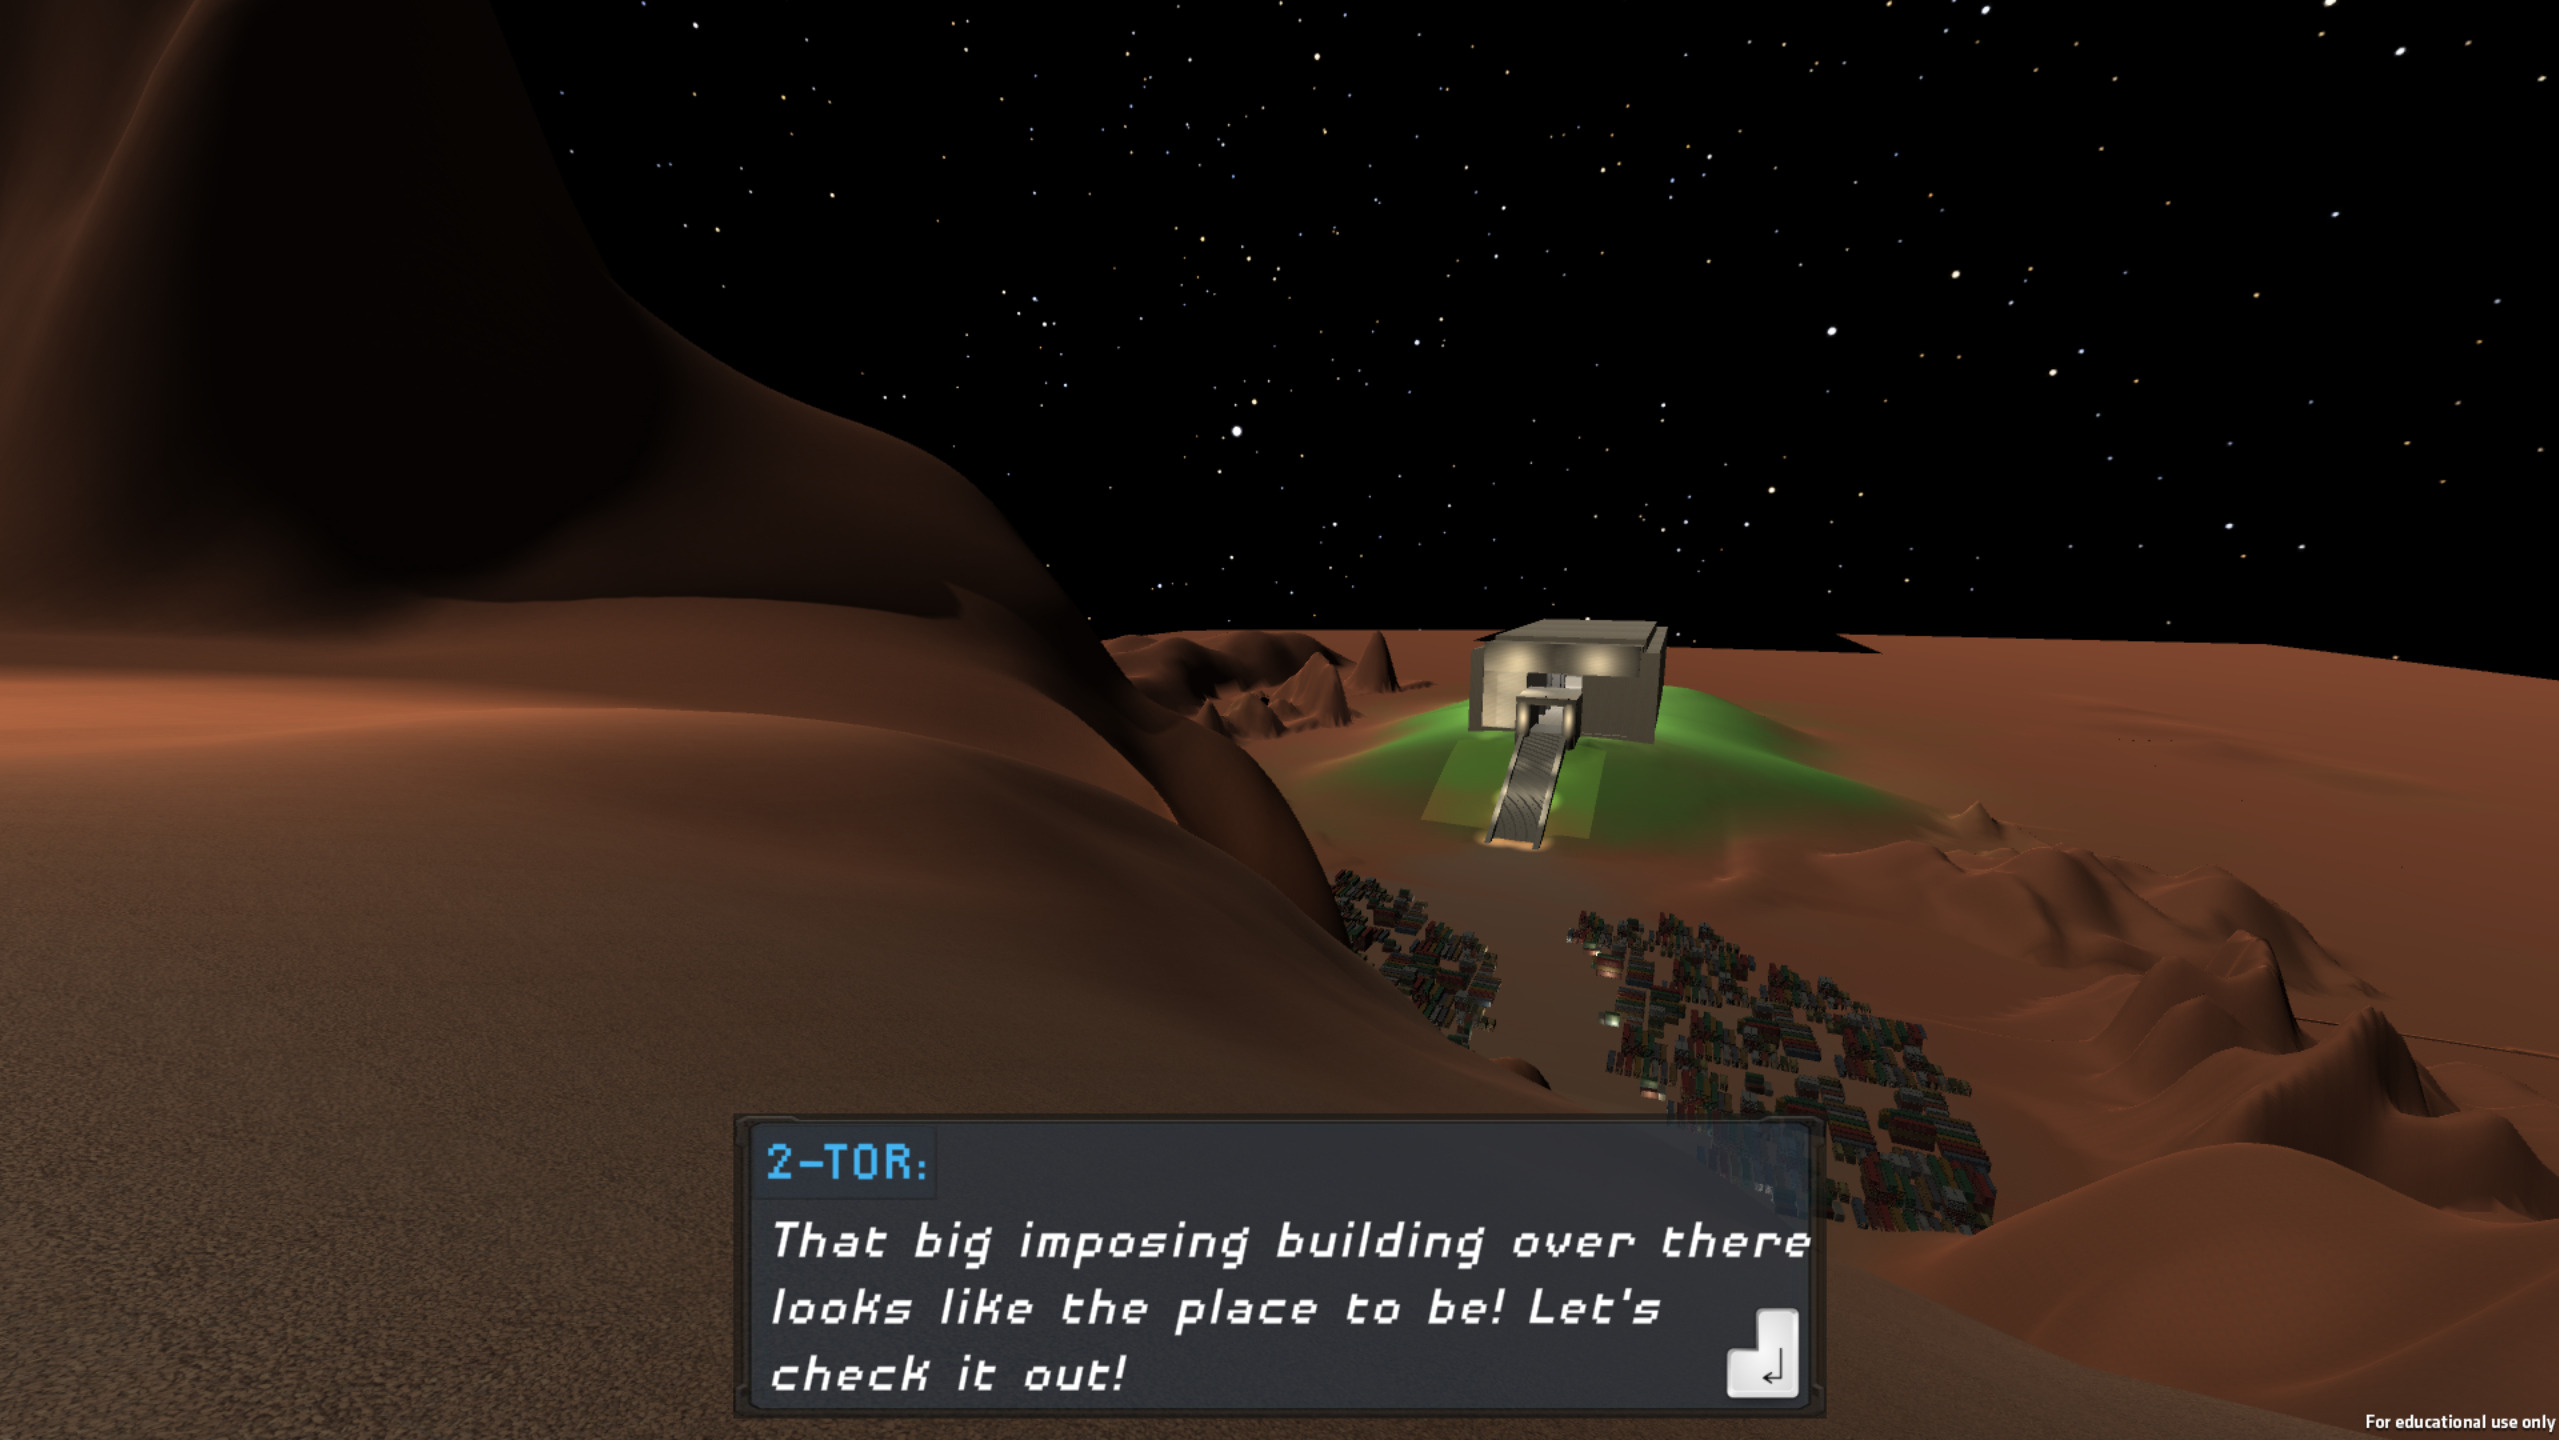 2-TOR:
That big imposing building over there
looks like the place to be! Let's
check it out!
For educational use only